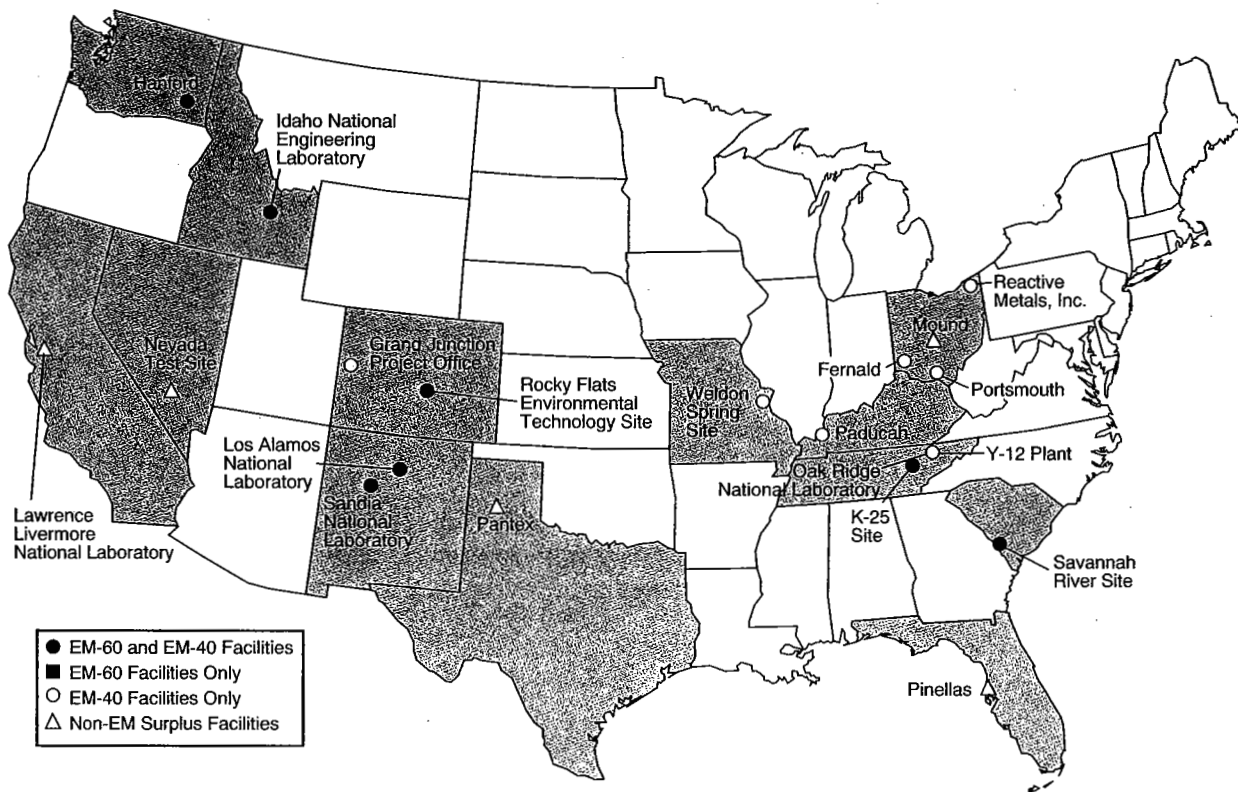 Hanford
Idaho National
Engineering
Laboratory
Reactive
Metals, Inc.
Mound
Nevada
Test Site
Grand Junction
Project Office
Fernald
Portsmouth
Rocky Flats
Environmental
Technology Site
Weldon
Spring
Site
Paducah
Los Alamos
National
Laboratory
Y-12 Plant
Oak Ridge
National Laboratory
Sandia
National
Laboratory
Pantex
K-25
Site
Lawrence
Livermore
National Laboratory
Savannah
River Site
Pinellas
EM-60 and EM-40 Facilities
EM-60 Facilities Only
EM-40 Facilities Only
Non-EM Surplus Facilities